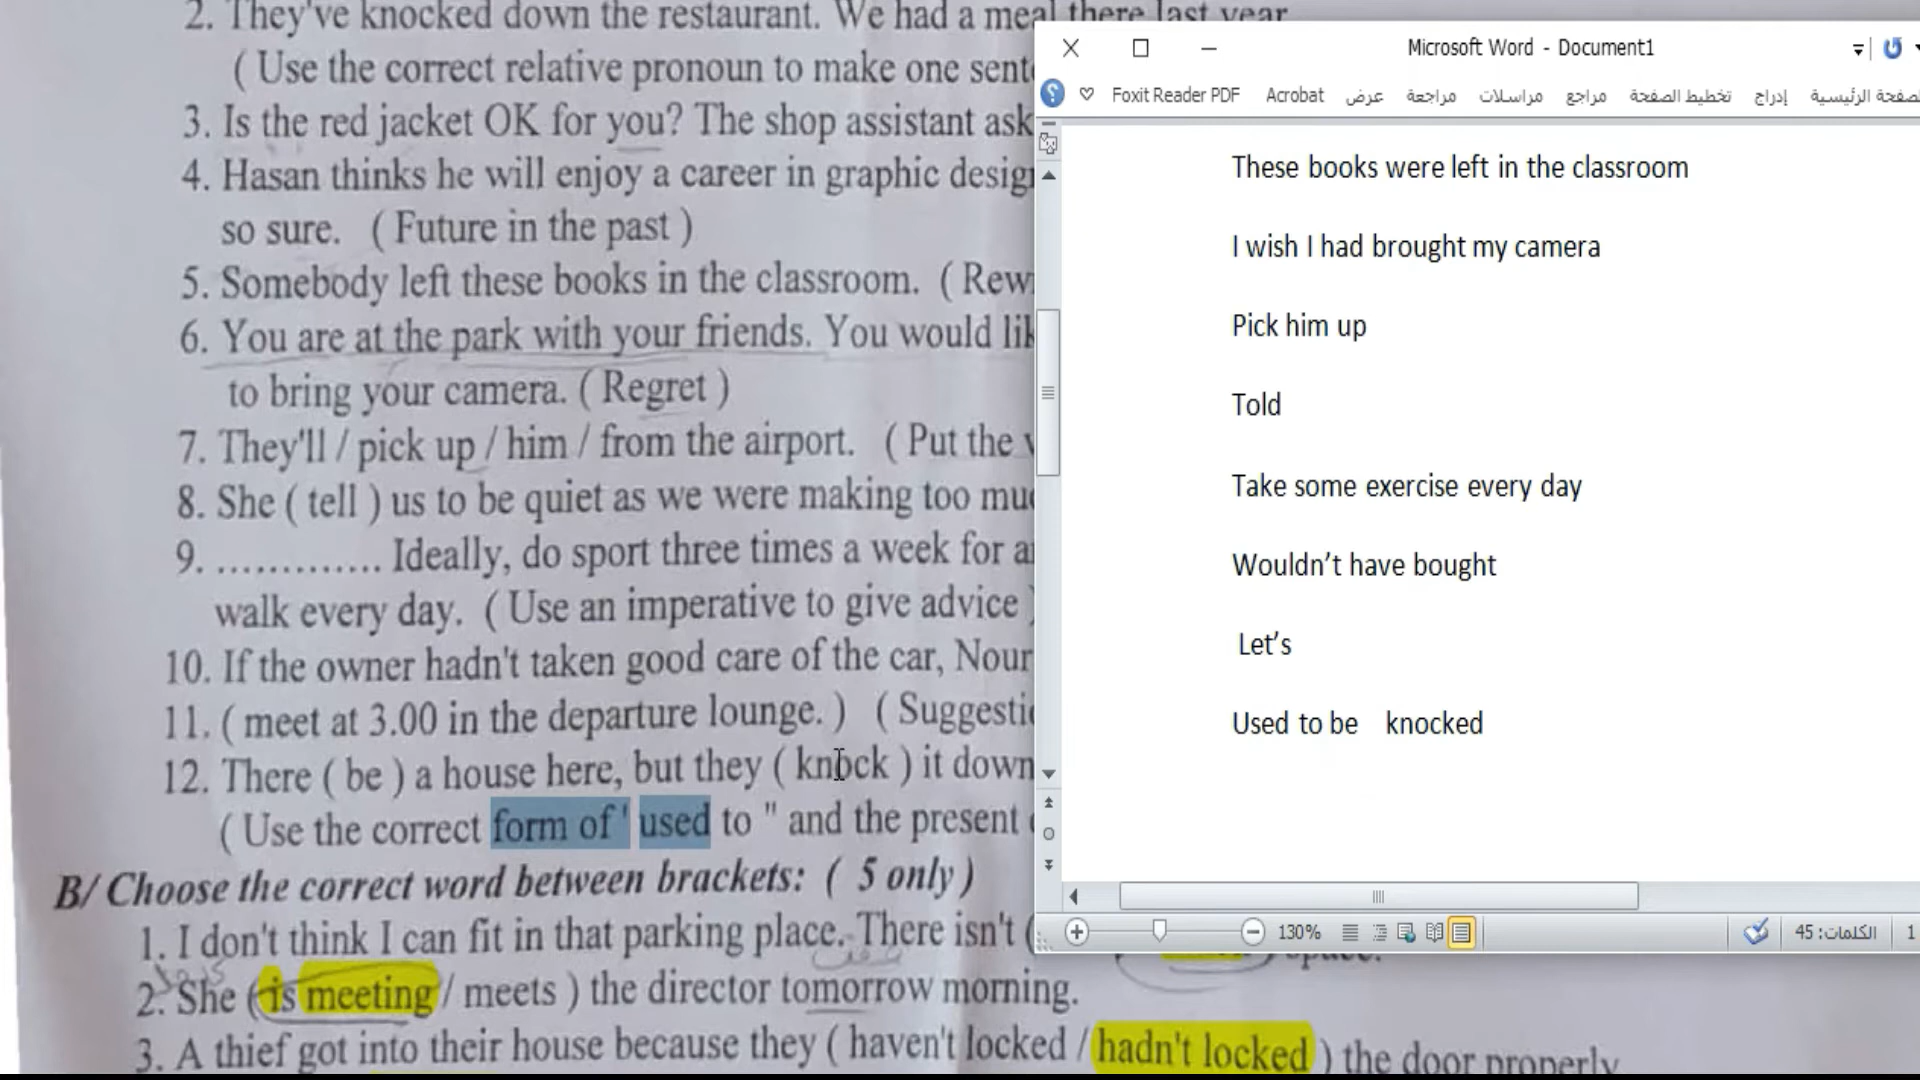 2. They've knocked down the restaurant. We had a meal there last year
( Use the correct relative pronoun to make one sent
3. Is the red jacket OK for you? The shop assistant ask
4. Hasan thinks he will enjoy a career in graphic desig
so sure. ( Future in the past )
5. Somebody left these books in the classroom. ( Rew
6. You are at the park with your friends. You would lik
to bring your camera. ( Regret )
7. They'll / pick up / him / from the airport. ( Put the
8. She ( tell ) us to be quiet as we were making too mu
9. ............. Ideally, do sport three times a week for a
walk every day. ( Use an imperative to give advice )
10. If the owner hadn't taken good care of the car, Nour
11. ( meet at 3.00 in the departure lounge. ) ( Suggesti
12. There ( be ) a house here, but they ( knock ) it down
( Use the correct form of ' used to " and the present
B/ Choose the correct word between brackets: ( 5 only )
1. I don't think I can fit in that parking place. There isn't (
space.
2. She ( is meeting / meets ) the director tomorrow morning.
3. A thief got into their house because they ( haven't locked / hadn't locked ) the door properly
Microsoft Word - Document1
Foxit Reader PDF Acrobat عرض مراجعة مراسلات مراجع تخطيط الصفحة إدراج الصفحة الرئيسية
These books were left in the classroom
I wish I had brought my camera
Pick him up
Told
Take some exercise every day
Wouldn’t have bought
Let’s
Used to be knocked
130%
الكلمات: 45
1